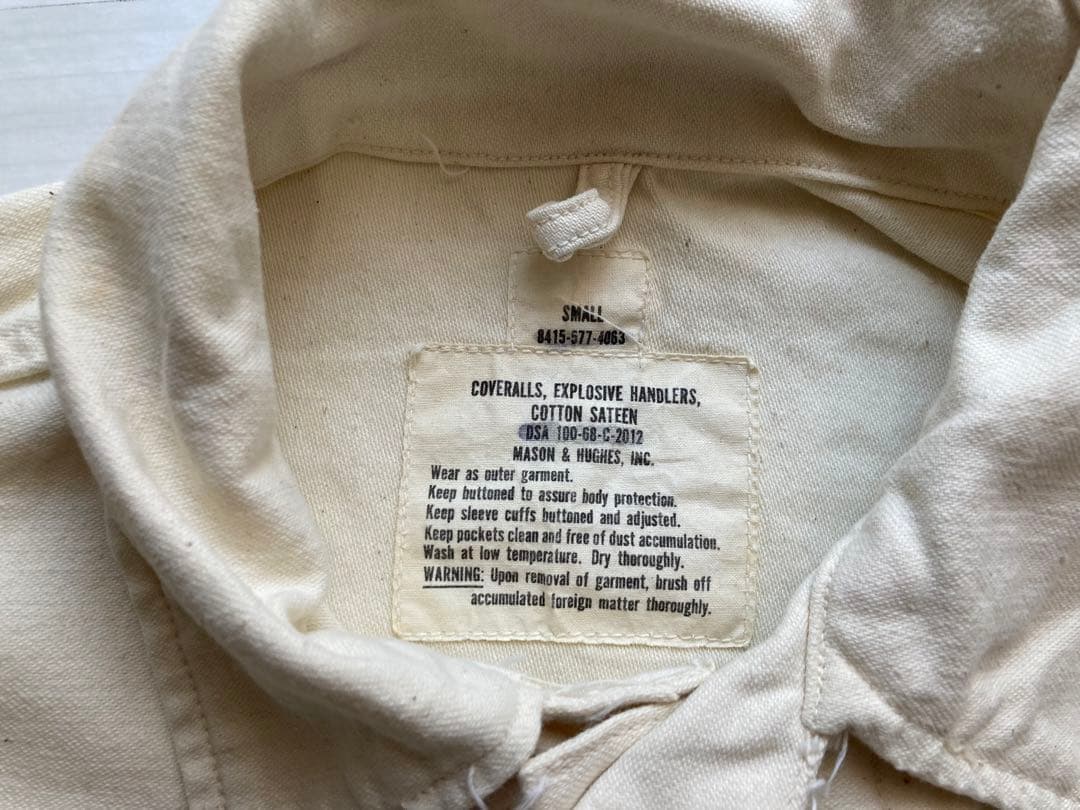 SMALL
8415-577-4063
COVERALLS, EXPLOSIVE HANDLERS,
COTTON SATEEN
DSA 100-68-C-2012
MASON & HUGHES, INC.
Wear as outer garment.
Keep buttoned to assure body protection.
Keep sleeve cuffs buttoned and adjusted.
Keep pockets clean and free of dust accumulation.
Wash at low temperature. Dry thoroughly.
WARNING: Upon removal of garment, brush off
accumulated foreign matter thoroughly.